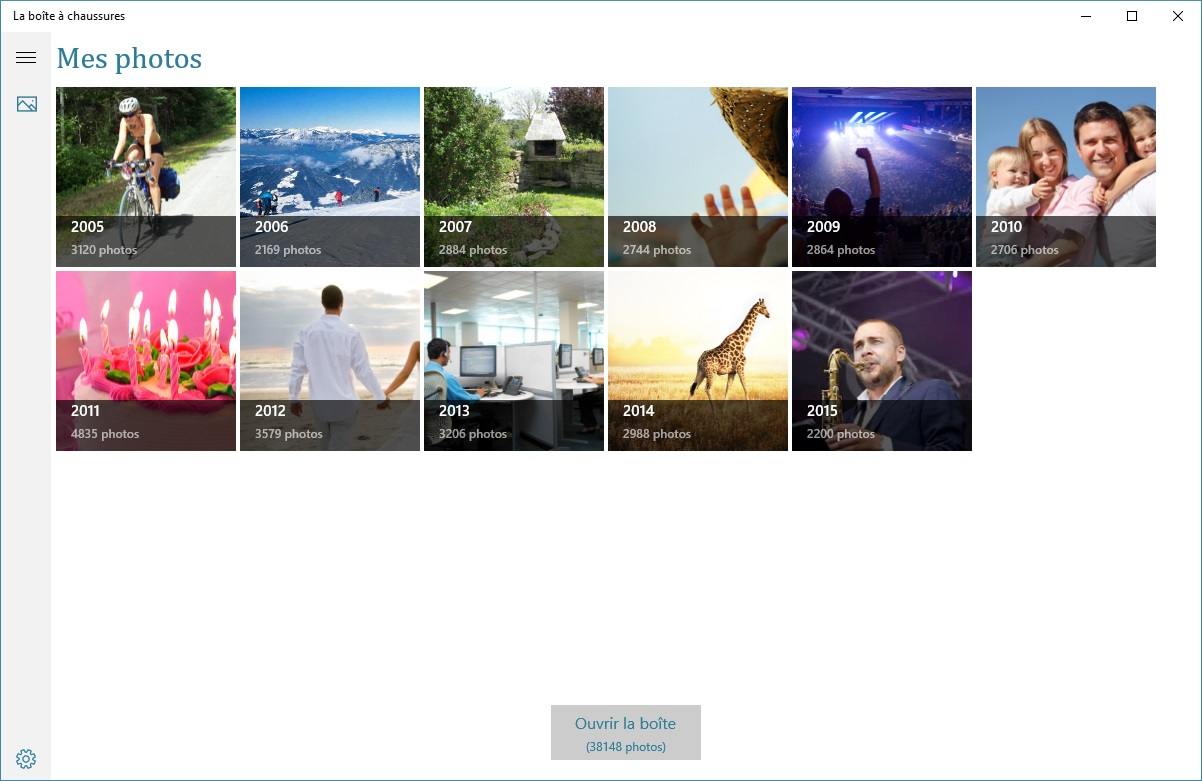 La boîte à chaussures
Mes photos
2005
3120 photos
2006
2169 photos
2007
2884 photos
2008
2744 photos
2009
2864 photos
2010
2706 photos
2011
4835 photos
2012
3579 photos
2013
3206 photos
2014
2988 photos
2015
2200 photos
Ouvrir la boîte
(38148 photos)